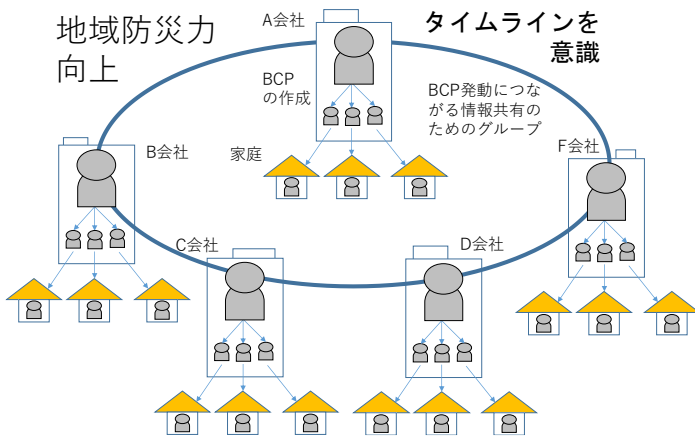 地域防災力
向上
A会社
タイムラインを
意識
BCP
の作成
BCP発動につな
がる情報共有の
ためのグループ
B会社
家庭
F会社
C会社
D会社